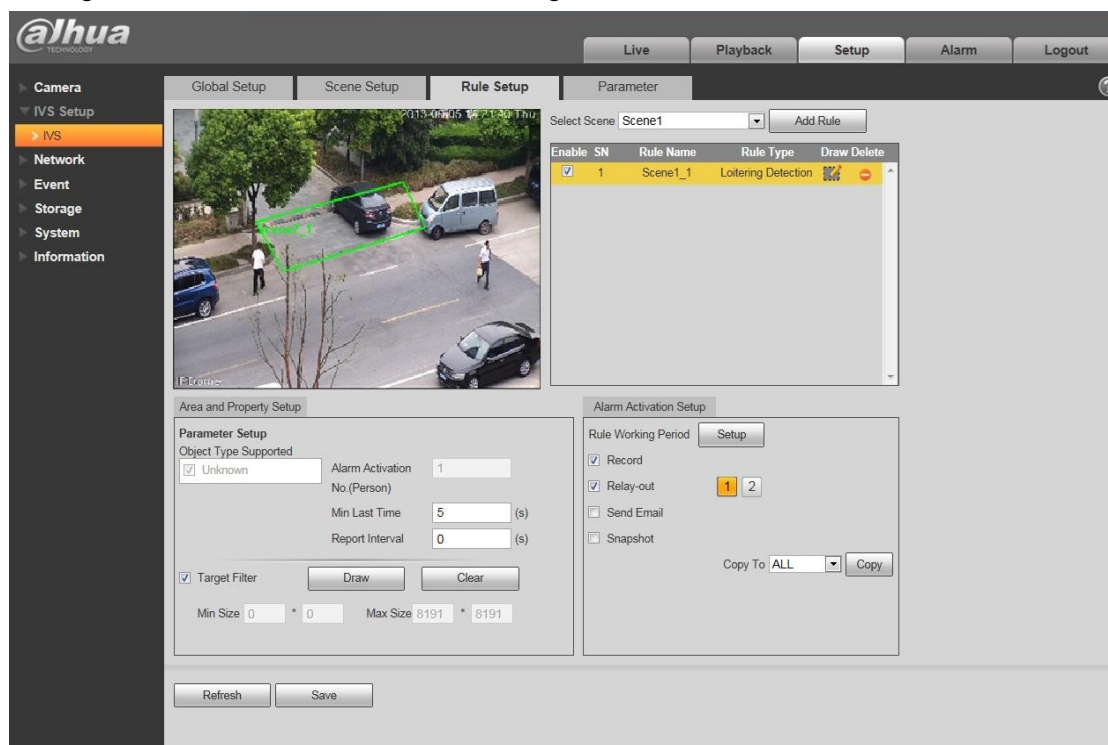 alhua
TECHNOLOGY
Live Playback Setup Alarm Logout
Camera
IVS Setup
> IVS
Network
Event
Storage
System
Information
Global Setup Scene Setup Rule Setup Parameter
Select Scene Scene1 Add Rule
Enable SN Rule Name Rule Type Draw Delete
1 Scene1_1 Loitering Detection
Area and Property Setup
Parameter Setup
Object Type Supported
Unknown
Alarm Activation 1
No.(Person)
Min Last Time 5 (s)
Report Interval 0 (s)
Target Filter Draw Clear
Min Size 0 * 0 Max Size 8191 * 8191
Alarm Activation Setup
Rule Working Period Setup
Record
Relay-out 1 2
Send Email
Snapshot
Copy To ALL Copy
Refresh Save